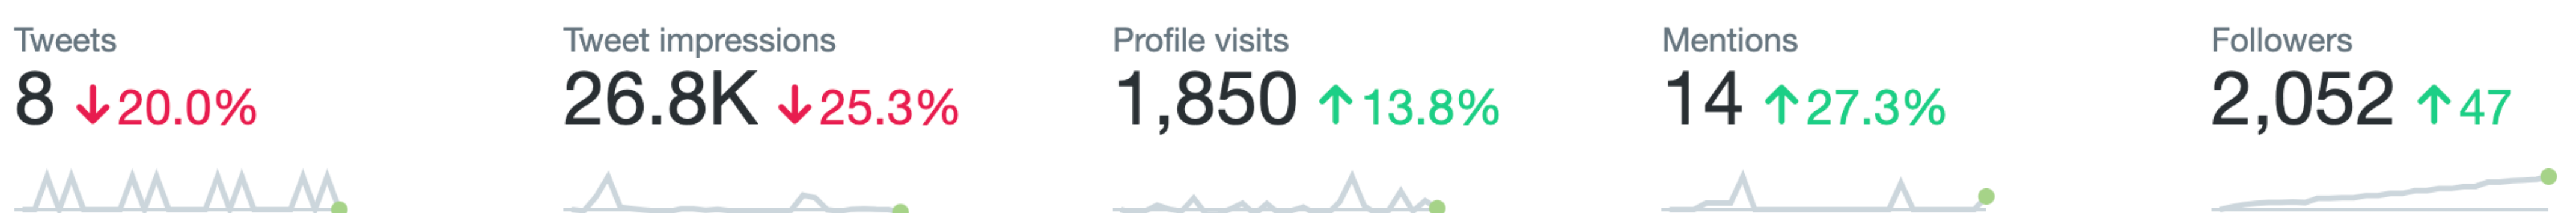 Tweets
8 ↓20.0%
Tweet impressions
26.8K ↓25.3%
Profile visits
1,850 ↑13.8%
Mentions
14 ↑27.3%
Followers
2,052 ↑47